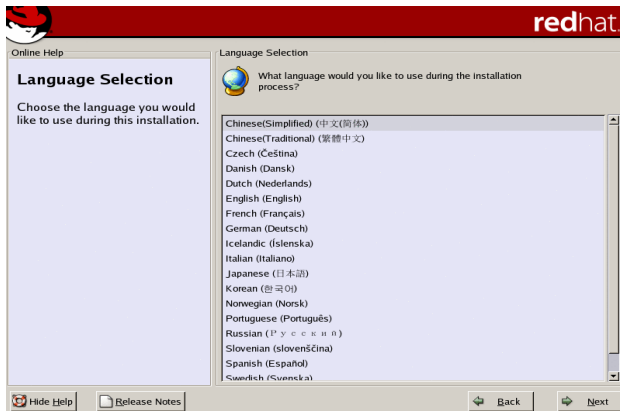 redhat.
Online Help
Language Selection
Choose the language you would
like to use during this installation.
Language Selection
What language would you like to use during the installation
process?
Chinese(Simplified) (中文(简体))
Chinese(Traditional) (繁體中文)
Czech (Čeština)
Danish (Dansk)
Dutch (Nederlands)
English (English)
French (Français)
German (Deutsch)
Icelandic (Íslenska)
Italian (Italiano)
Japanese (日本語)
Korean (한국어)
Norwegian (Norsk)
Portuguese (Português)
Russian (Русский)
Slovenian (slovenščina)
Spanish (Español)
Swedish (Svenska)
Hide Help
Release Notes
Back
Next